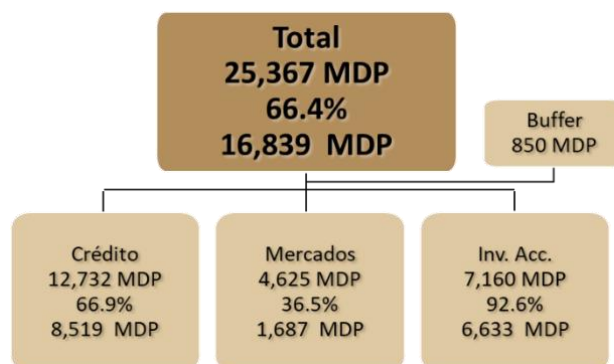 Total
25,367 MDP
66.4%
16,839 MDP
Buffer
850 MDP
Crédito
12,732 MDP
66.9%
8,519 MDP
Mercados
4,625 MDP
36.5%
1,687 MDP
Inv. Acc.
7,160 MDP
92.6%
6,633 MDP